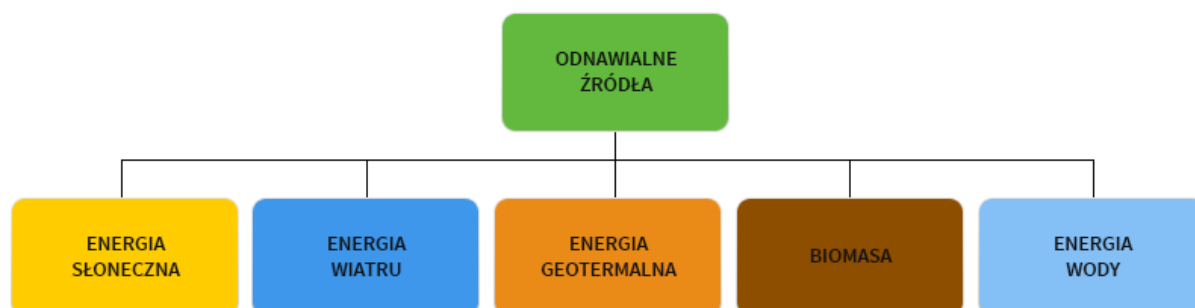 ODNAWIALNE
ŹRÓDŁA
ENERGIA
SŁONECZNA
ENERGIA
WIATRU
ENERGIA
GEOTERMALNA
BIOMASA
ENERGIA
WODY